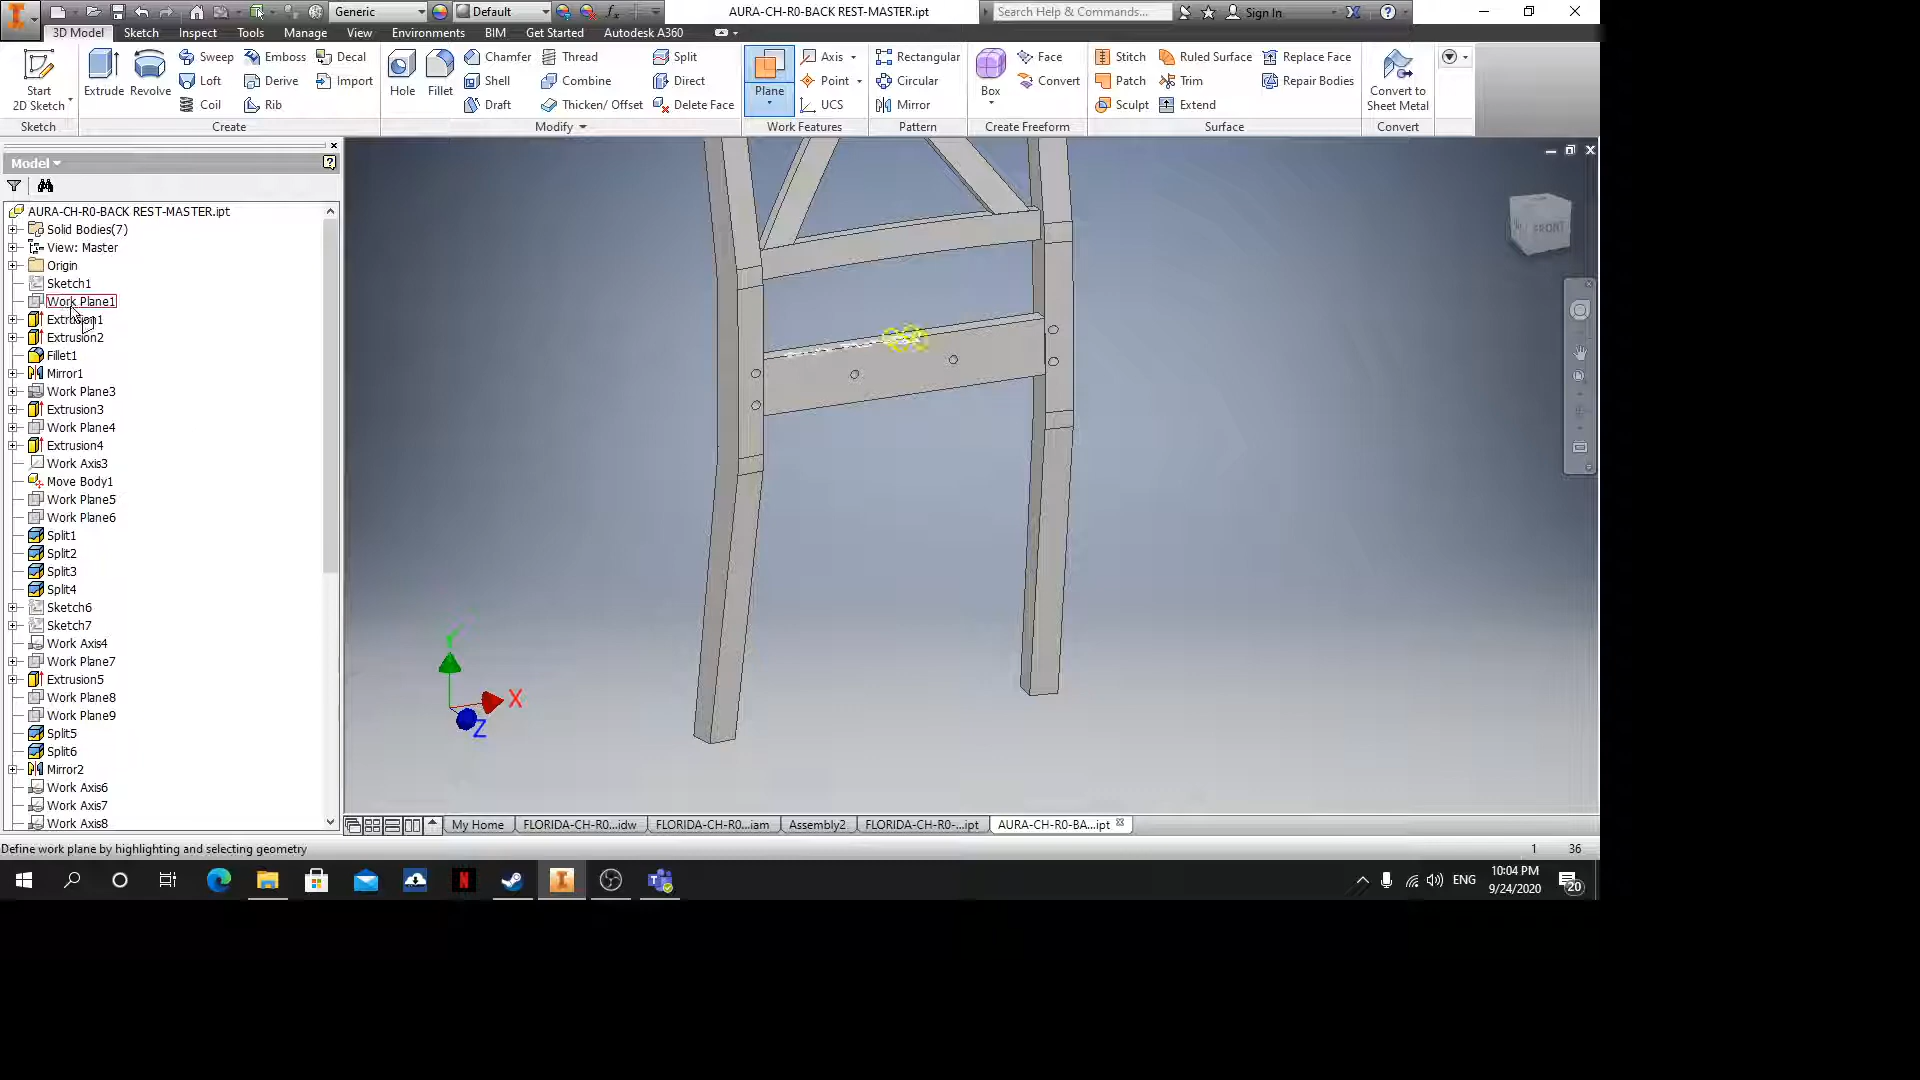 Generic
Default
AURA-CH-R0-BACK REST-MASTER.ipt
Search Help & Commands...
Sign In
3D Model
Sketch
Inspect
Tools
Manage
View
Environments
BIM
Get Started
Autodesk A360
Start
2D Sketch
Extrude
Revolve
Sweep
Loft
Coil
Emboss
Derive
Rib
Decal
Import
Hole
Fillet
Chamfer
Shell
Draft
Thread
Combine
Thicken/ Offset
Split
Direct
Delete Face
Plane
Axis
Point
UCS
Rectangular
Circular
Mirror
Box
Face
Convert
Stitch
Patch
Sculpt
Ruled Surface
Trim
Extend
Replace Face
Repair Bodies
Convert to
Sheet Metal
Sketch
Create
Modify
Work Features
Pattern
Create Freeform
Surface
Convert
Model
AURA-CH-R0-BACK REST-MASTER.ipt
Solid Bodies(7)
View: Master
Origin
Sketch1
Work Plane1
Extrusion1
Extrusion2
Fillet1
Mirror1
Work Plane3
Extrusion3
Work Plane4
Extrusion4
Work Axis3
Move Body1
Work Plane5
Work Plane6
Split1
Split2
Split3
Split4
Sketch6
Sketch7
Work Axis4
Work Plane7
Extrusion5
Work Plane8
Work Plane9
Split5
Split6
Mirror2
Work Axis6
Work Axis7
Work Axis8
FRONT
X
Z
My Home
FLORIDA-CH-R0...idw
FLORIDA-CH-R0...iam
Assembly2
FLORIDA-CH-R0-...ipt
AURA-CH-R0-BA...ipt
Define work plane by highlighting and selecting geometry
1
36
ENG
10:04 PM
9/24/2020
20